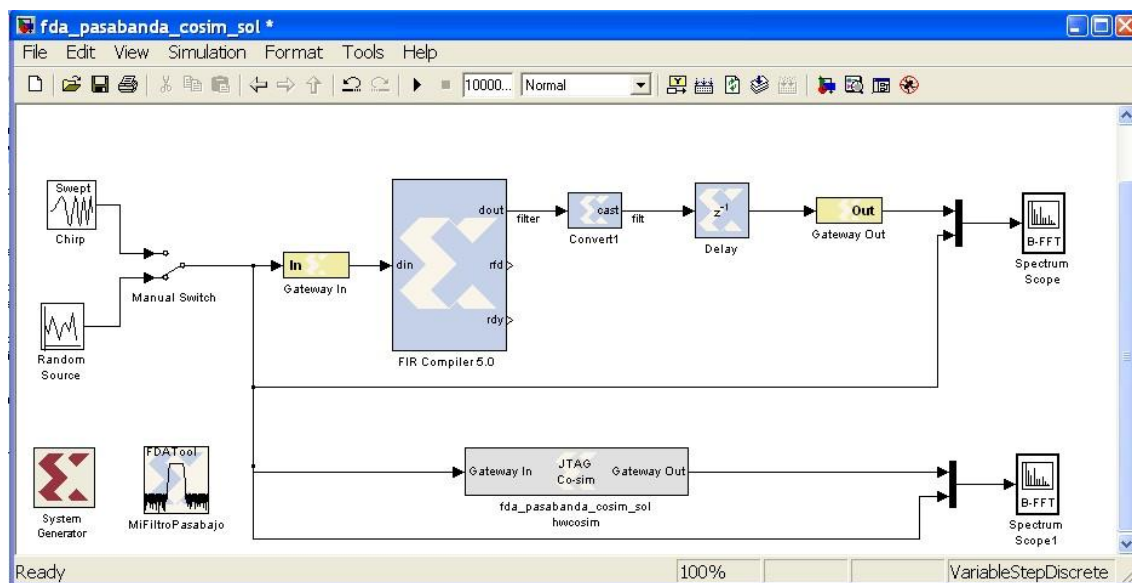 fda_pasabanda_cosim_sol *
File Edit View Simulation Format Tools Help
10000... Normal
Swept
Chirp
Manual Switch
Random
Source
In
Gateway In
din
dout
rfd
rdy
FIR Compiler 5.0
filter
cast
Convert1
filt
z-1
Delay
Out
Gateway Out
B-FFT
Spectrum
Scope
System
Generator
FDATool
MiFiltroPasabajo
Gateway In JTAG Gateway Out
Co-sim
fda_pasabanda_cosim_sol
hwcosim
B-FFT
Spectrum
Scope1
Ready 100% VariableStepDiscrete